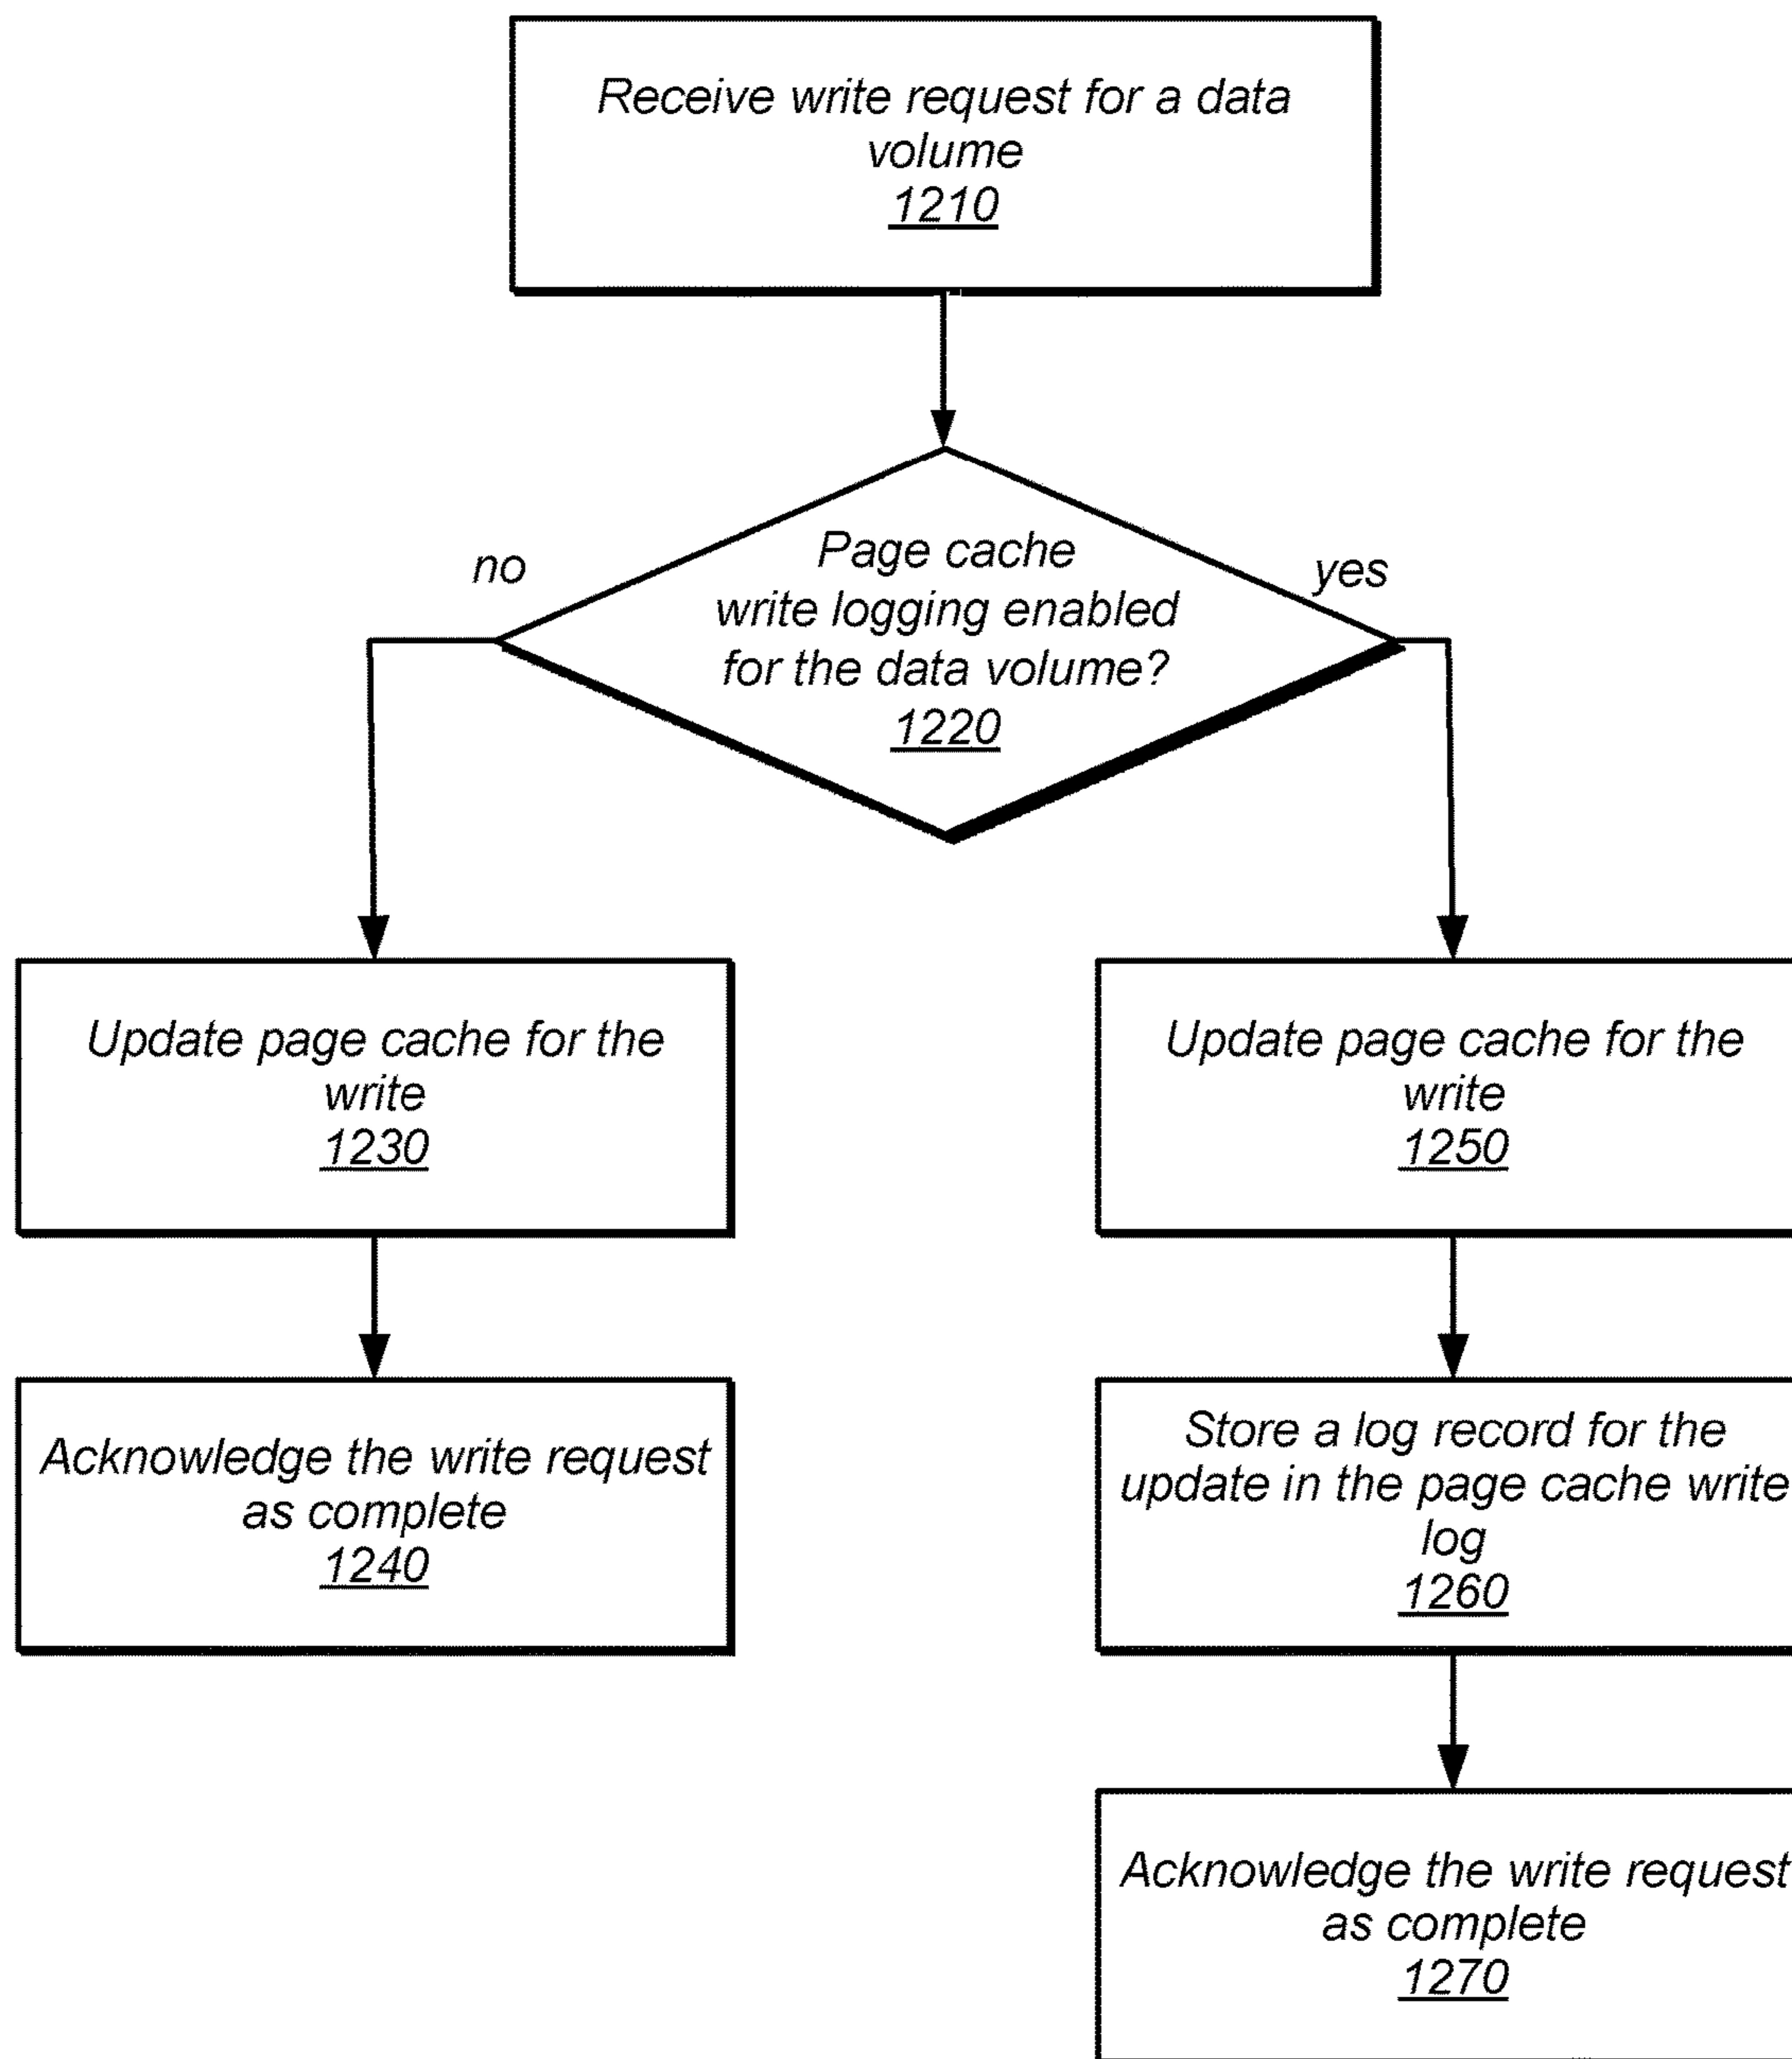 Receive write request for a data
volume
1210
Page cache
write logging enabled
for the data volume?
1220
no
yes
Update page cache for the
write
1230
Update page cache for the
write
1250
Acknowledge the write request
as complete
1240
Store a log record for the
update in the page cache write
log
1260
Acknowledge the write request
as complete
1270